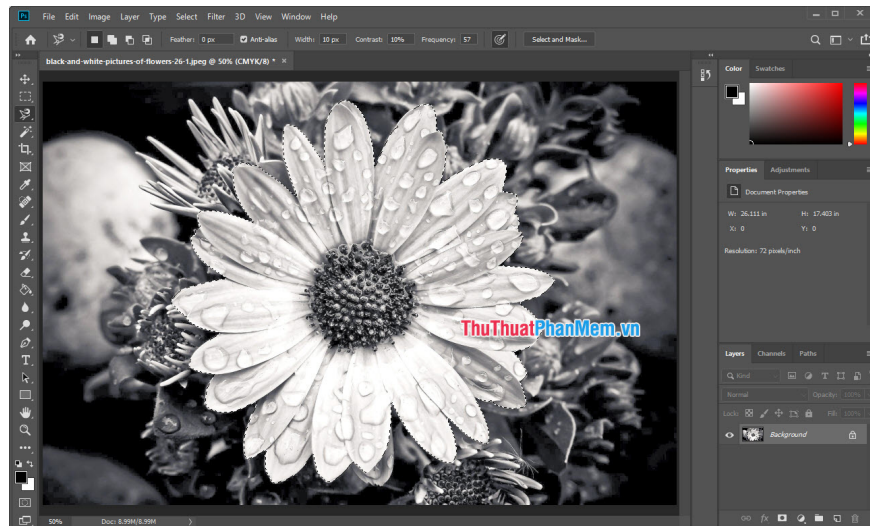 Ps File Edit Image Layer Type Select Filter 3D View Window Help
Feather: 0 px Anti-alias Width: 10 px Contrast: 10% Frequency: 57 Select and Mask...
black-and-white-pictures-of-flowers-26-1.jpeg @ 50% (CMYK/8) * ×
Color Swatches
Properties Adjustments
Document Properties
W: 26.111 in H: 17.403 in
X: 0 Y: 0
Resolution: 72 pixels/inch
ThuThuatPhanMem.vn
Layers Channels Paths
Kind
Normal Opacity: 100%
Lock: Fill: 100%
Background
fx
50% Doc: 8.99M/8.99M